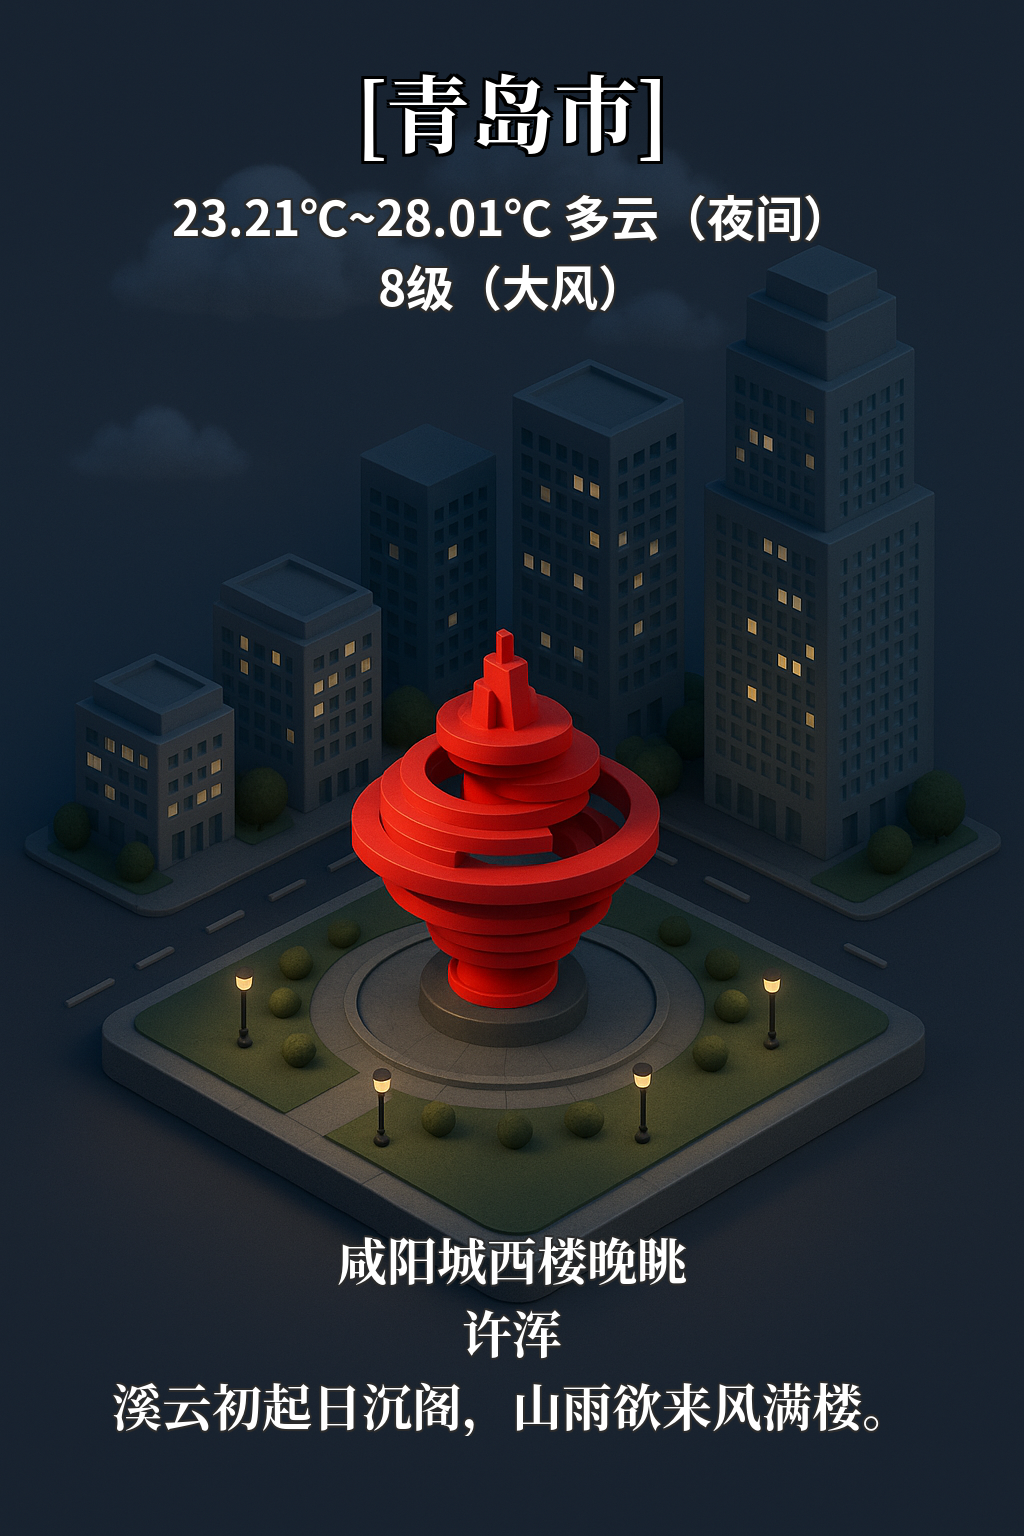 [青岛市]
23.21℃~28.01℃ 多云（夜间）
8级（大风）
咸阳城西楼晚眺
许浑
溪云初起日沉阁，山雨欲来风满楼。